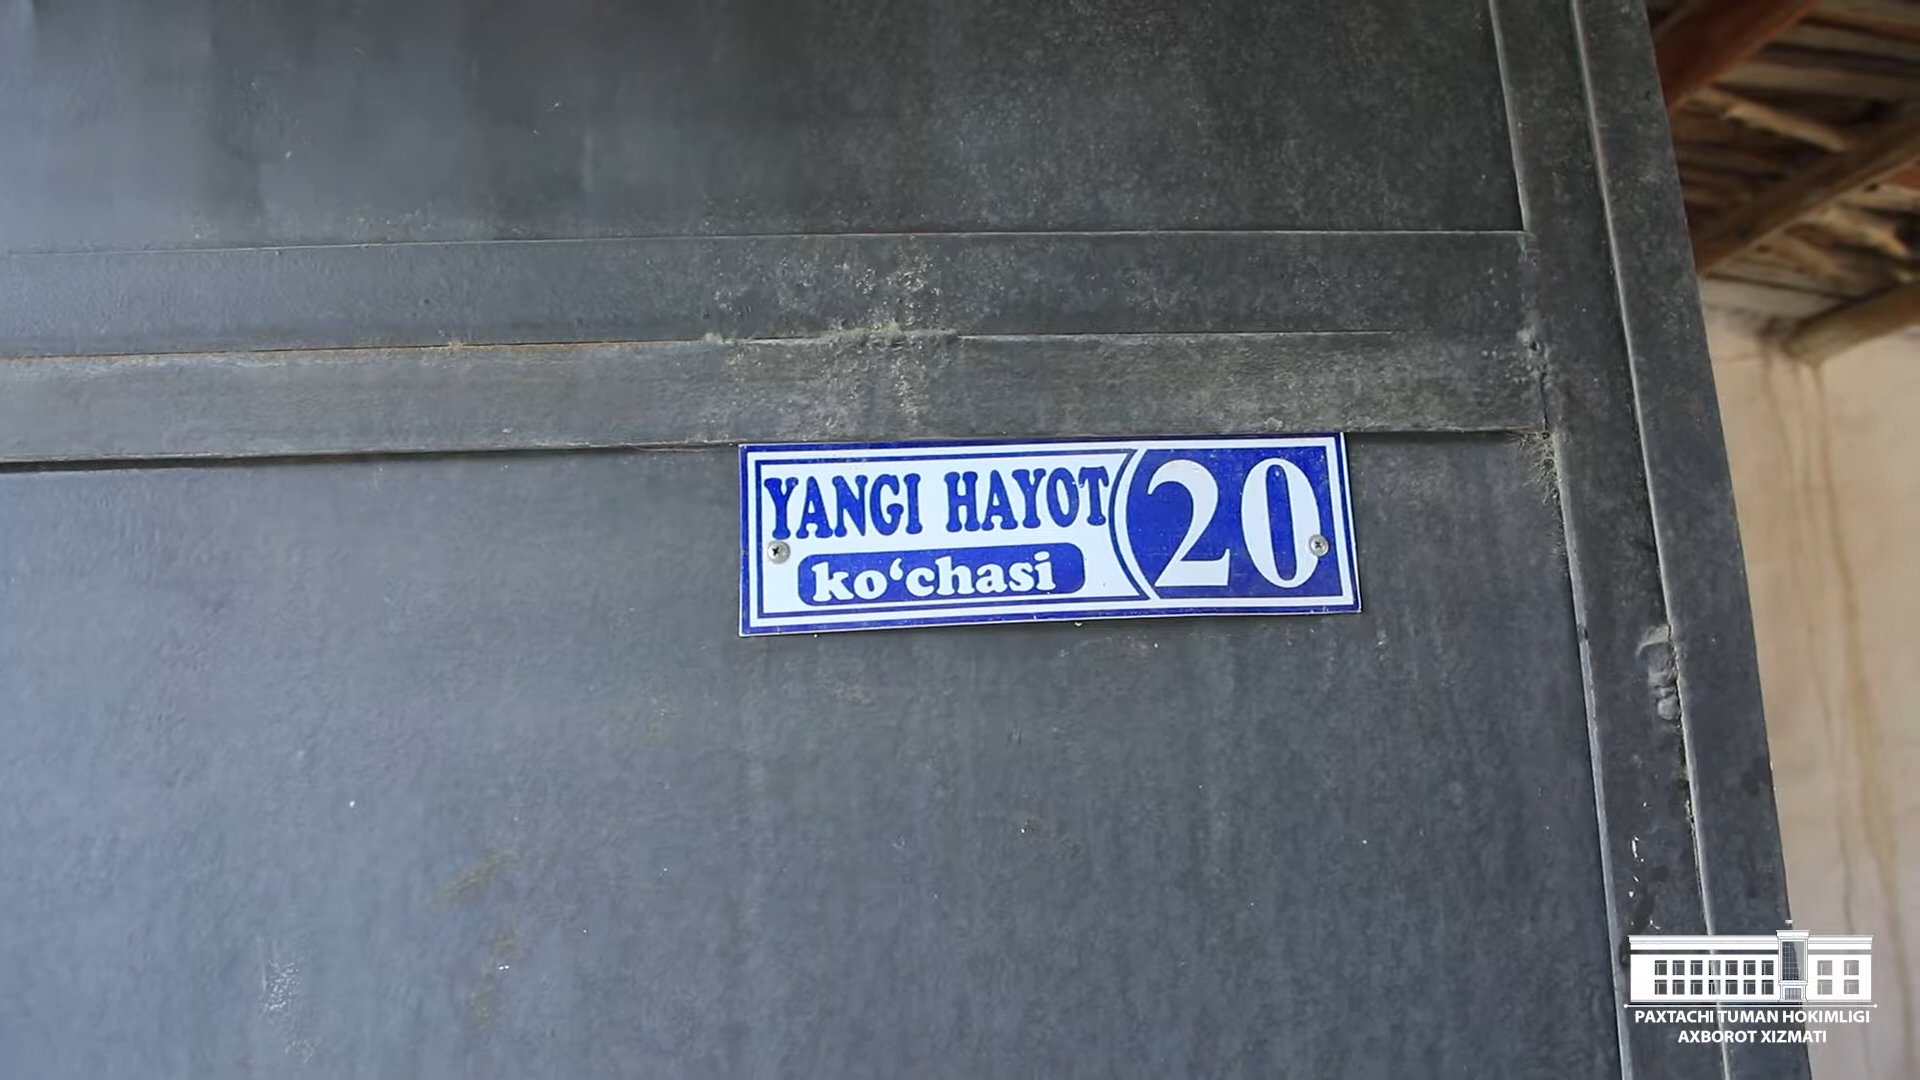 YANGI HAYOT
ko‘chasi
20
PAXTACHI TUMAN HOKIMLIGI
AXBOROT XIZMATI